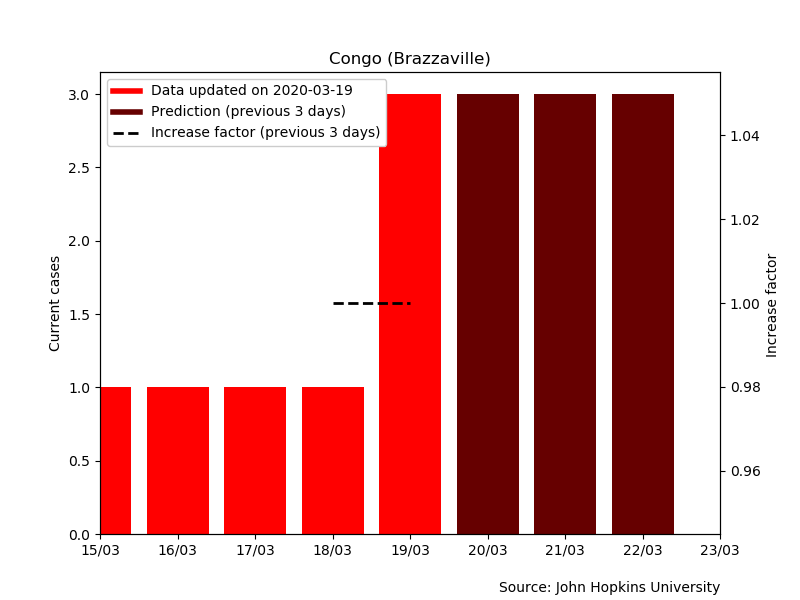 Congo (Brazzaville)
Data updated on 2020-03-19
Prediction (previous 3 days)
Increase factor (previous 3 days)
Current cases
3.0
2.5
2.0
1.5
1.0
0.5
0.0
1.04
1.02
1.00
0.98
0.96
Increase factor
15/03 16/03 17/03 18/03 19/03 20/03 21/03 22/03 23/03
Source: John Hopkins University